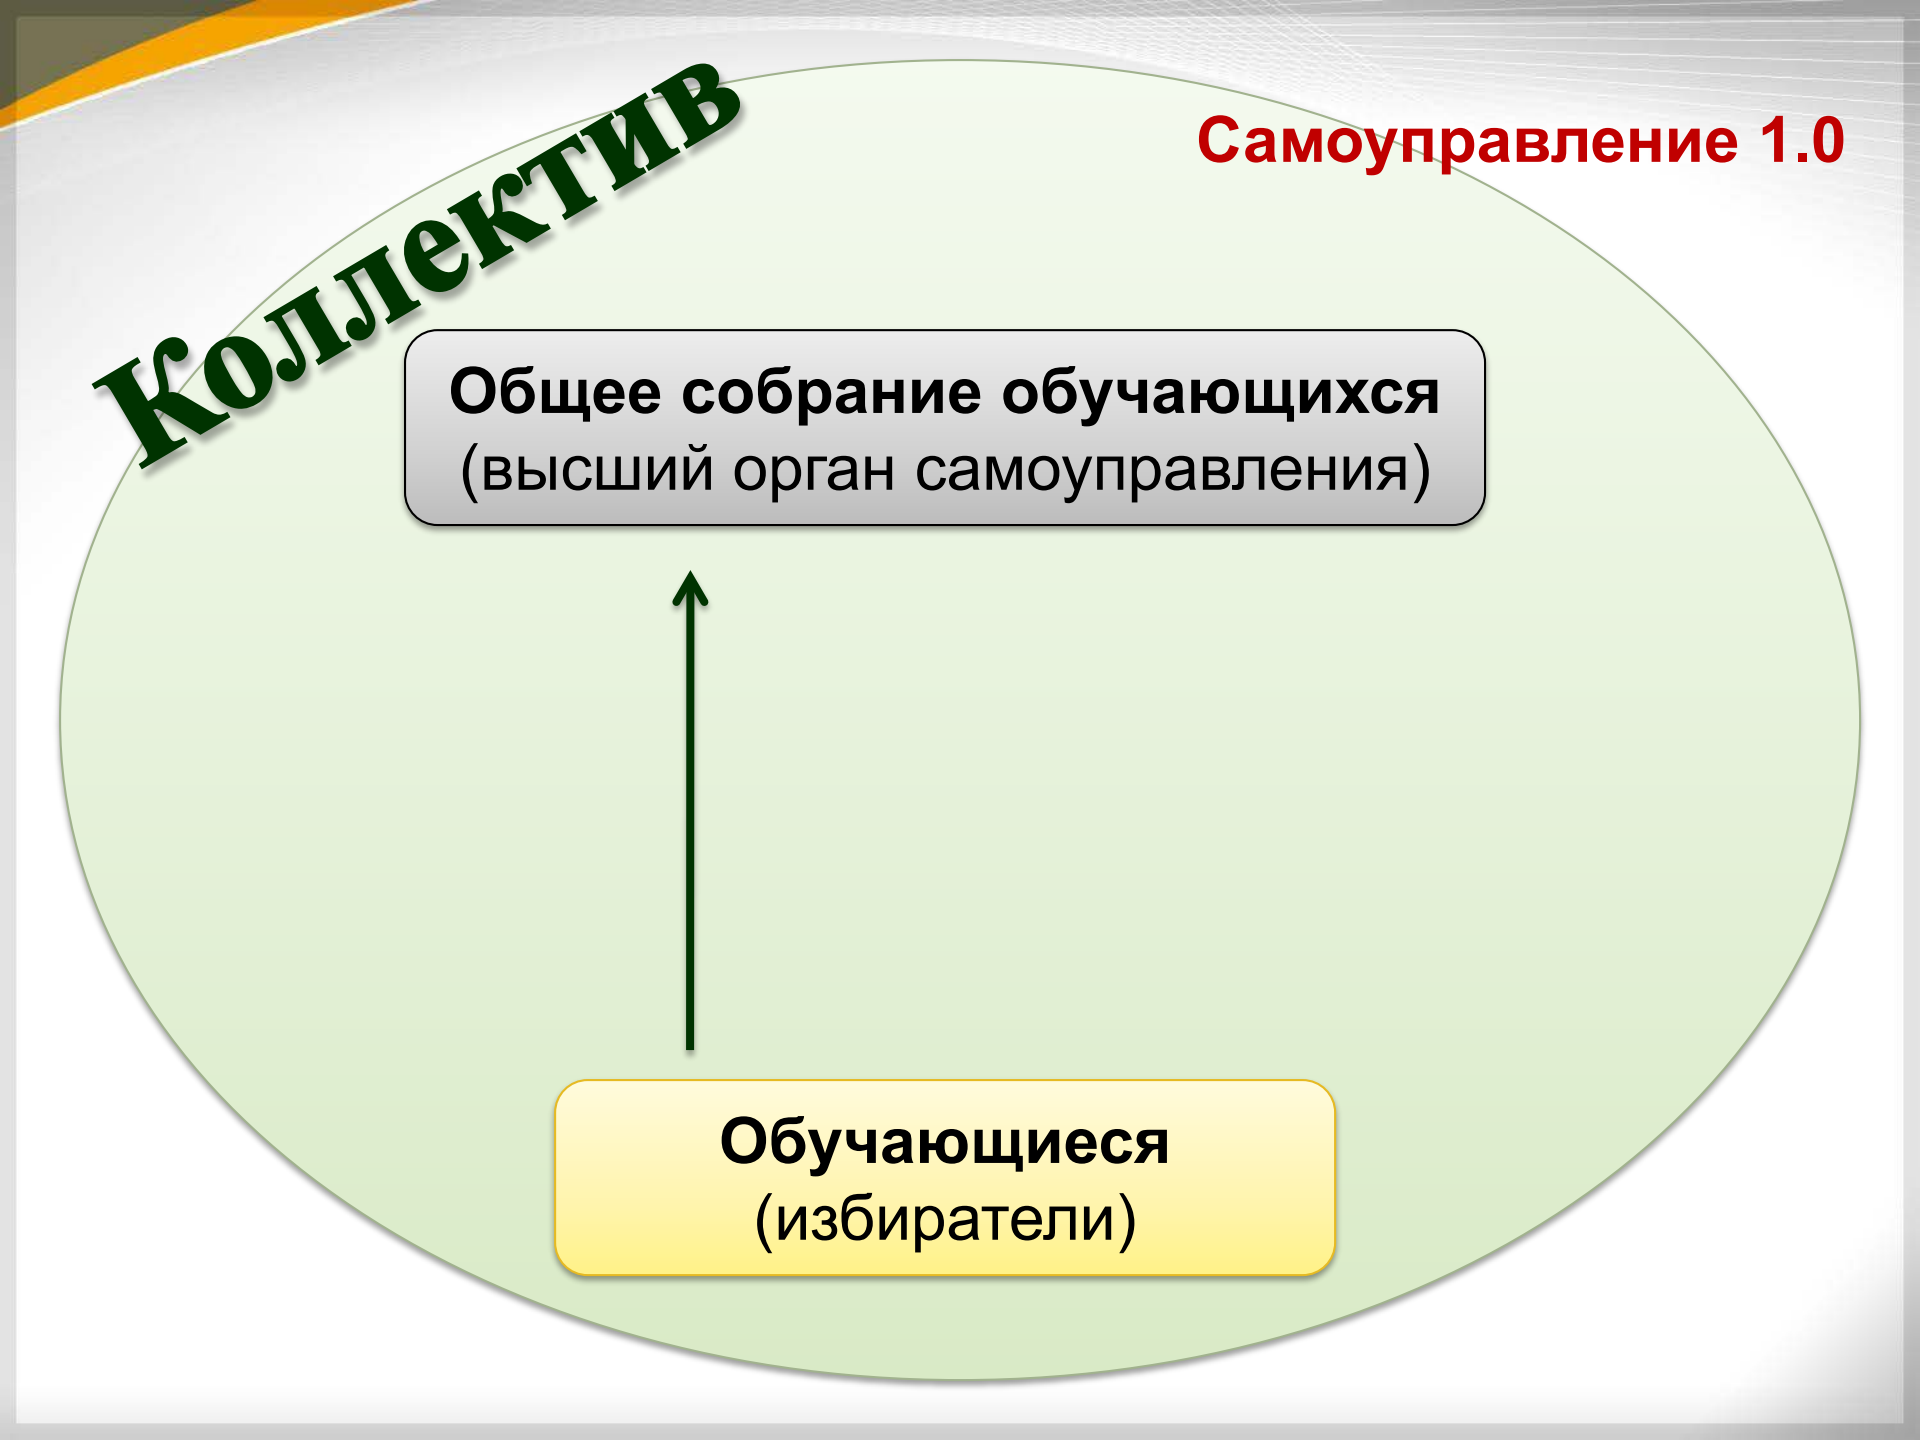 Коллектив
Самоуправление 1.0
Общее собрание обучающихся
(высший орган самоуправления)
Обучающиеся
(избиратели)